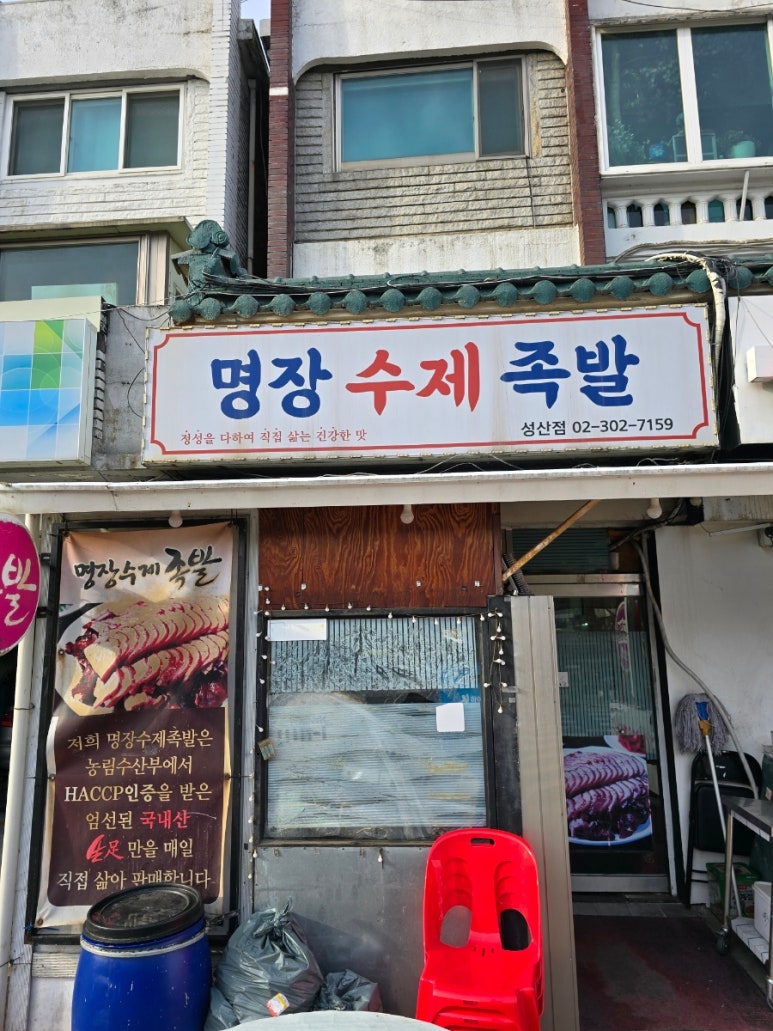 명장 수제 족발
정성을 다하여 직접 삶는 건강한 맛
성산점 02-302-7159
명장수제 족발
저희 명장수제족발은
농림수산부에서
HACCP인증을 받은
엄선된 국내산
生足 만을 매일
직접 삶아 판매합니다
발